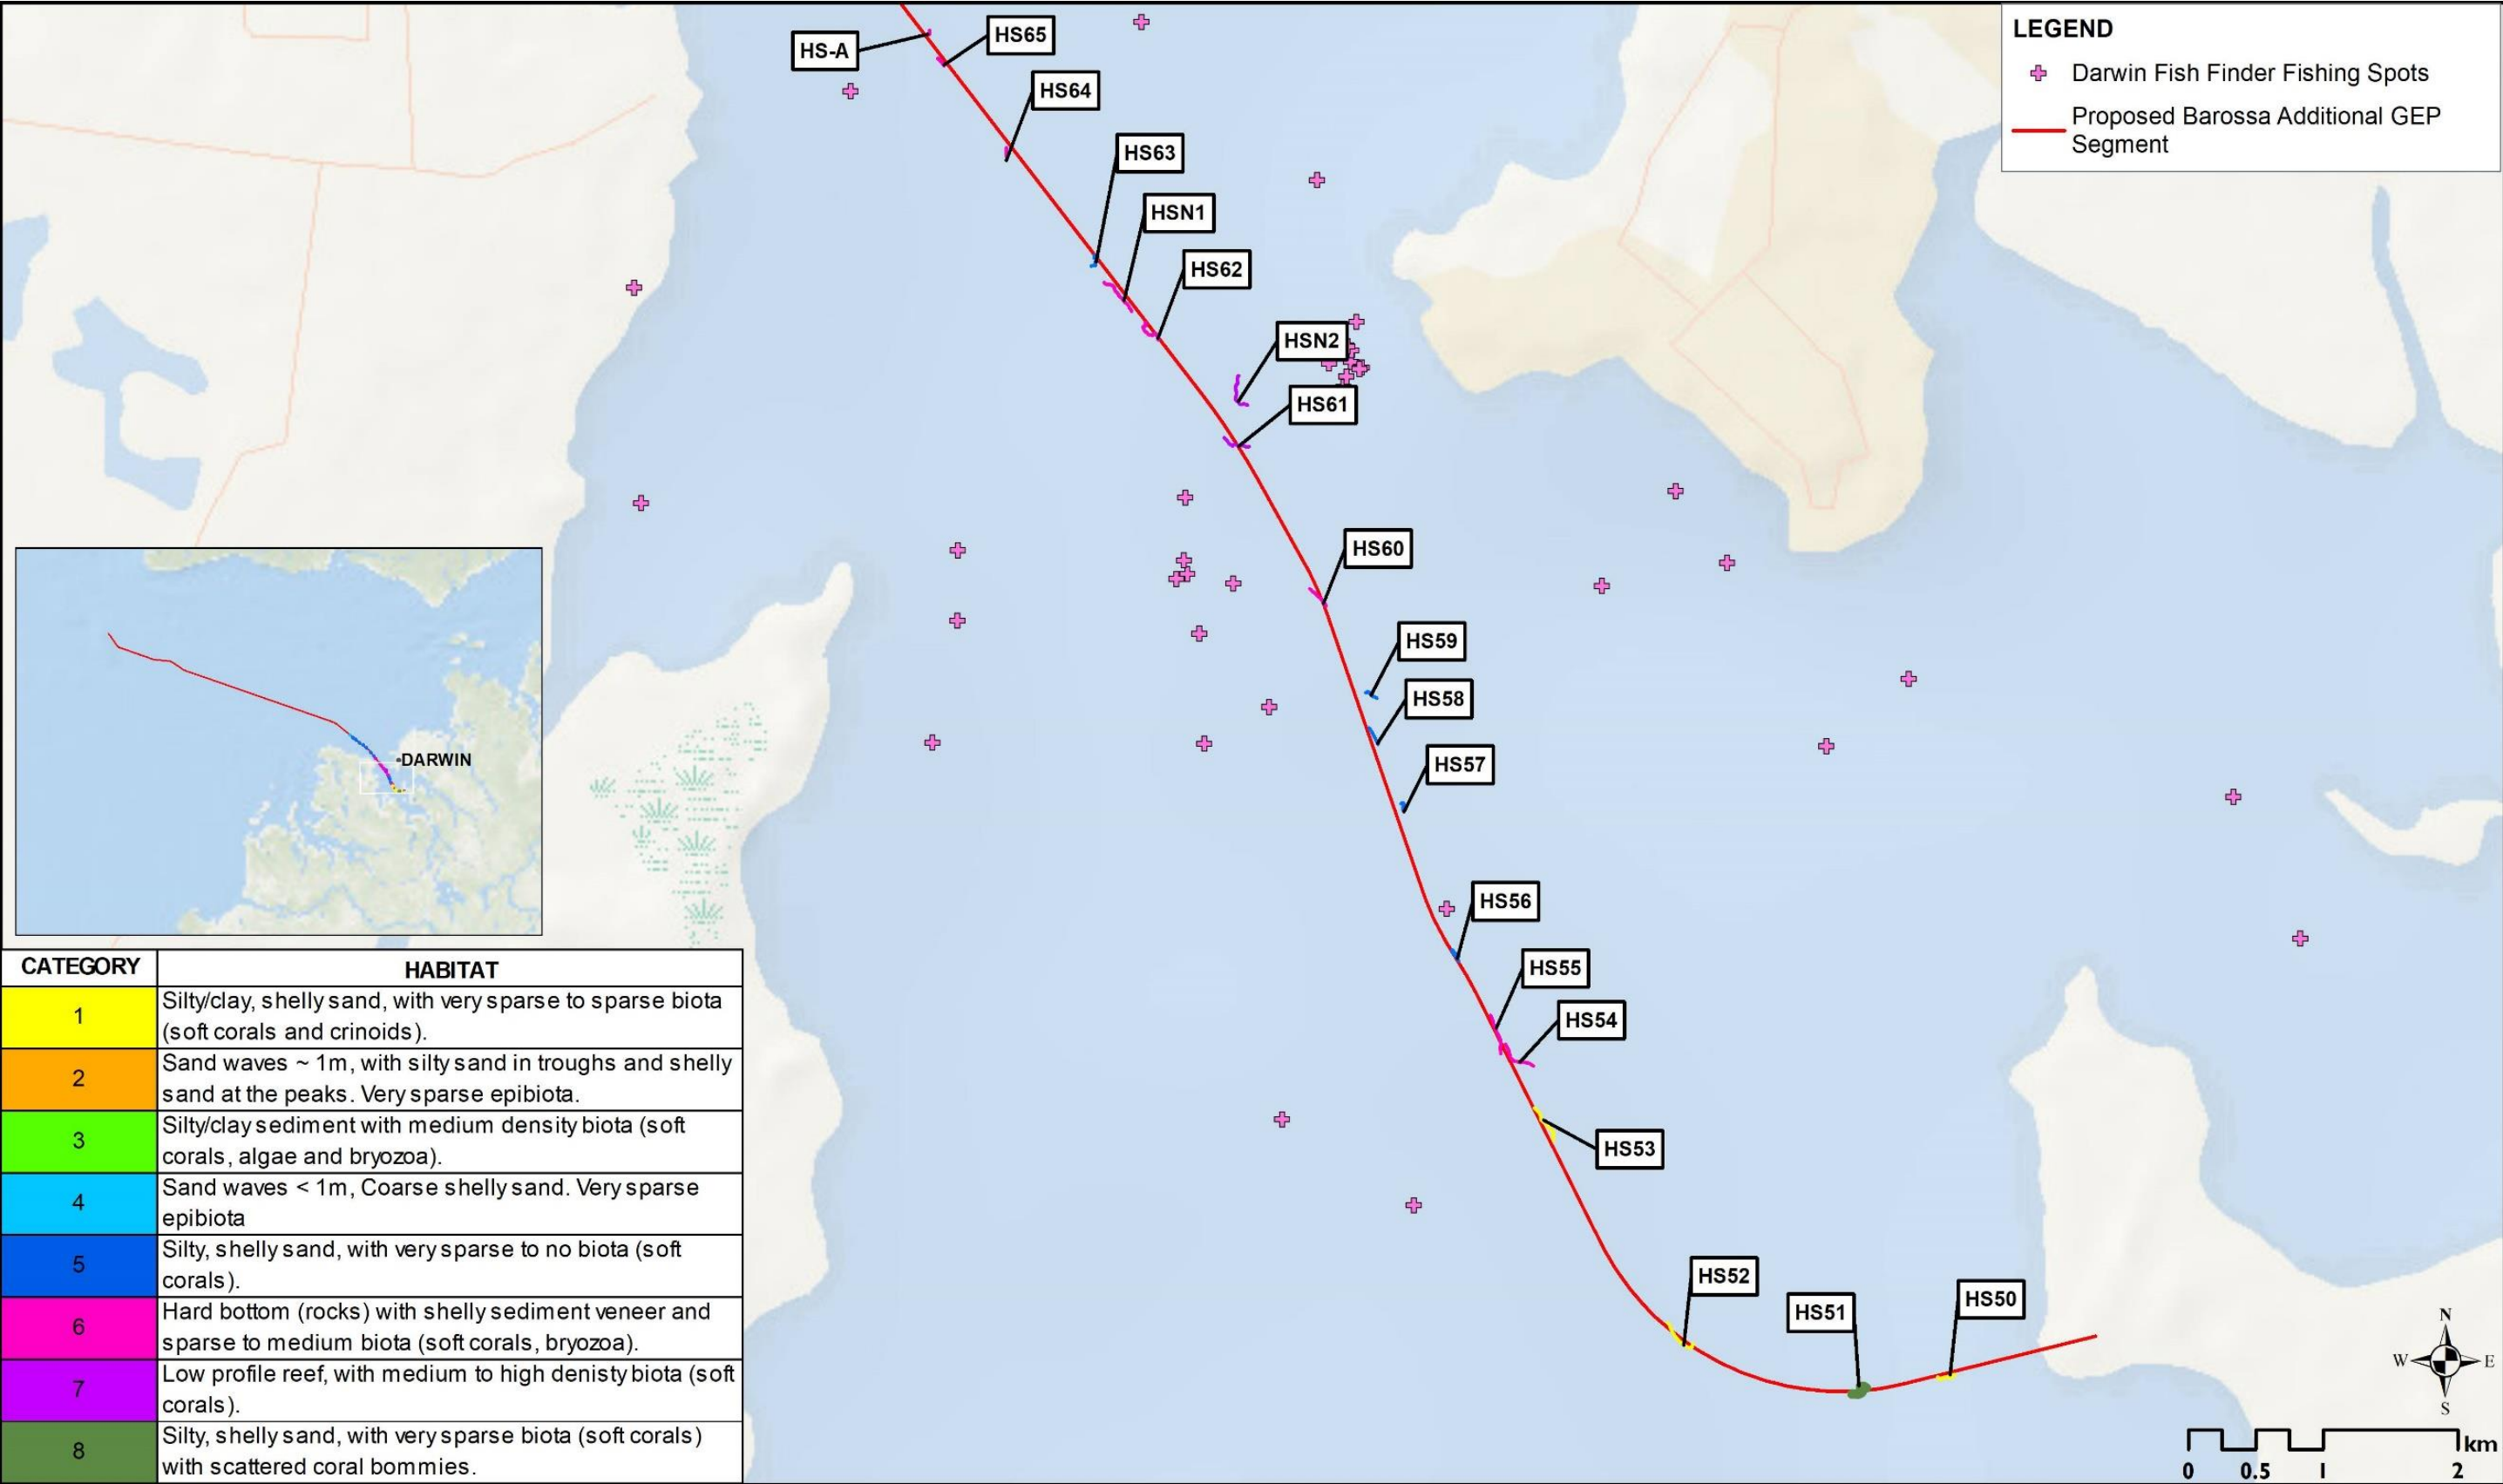 HS-A
HS65
HS64
HS63
HSN1
HS62
HSN2
HS61
HS60
HS59
HS58
HS57
HS56
HS55
HS54
HS53
HS52
HS51
HS50
LEGEND
Darwin Fish Finder Fishing Spots
Proposed Barossa Additional GEP
Segment
DARWIN
CATEGORY HABITAT
1 Silty/clay, shelly sand, with very sparse to sparse biota
(soft corals and crinoids).
2 Sand waves ~ 1m, with silty sand in troughs and shelly
sand at the peaks. Very sparse epibiota.
3 Silty/clay sediment with medium density biota (soft
corals, algae and bryozoa).
4 Sand waves < 1m, Coarse shelly sand. Very sparse
epibiota
5 Silty, shelly sand, with very sparse to no biota (soft
corals).
6 Hard bottom (rocks) with shelly sediment veneer and
sparse to medium biota (soft corals, bryozoa).
7 Low profile reef, with medium to high denisty biota (soft
corals).
8 Silty, shelly sand, with very sparse biota (soft corals)
with scattered coral bommies.
N
W E
S
km
0 0.5 1 2